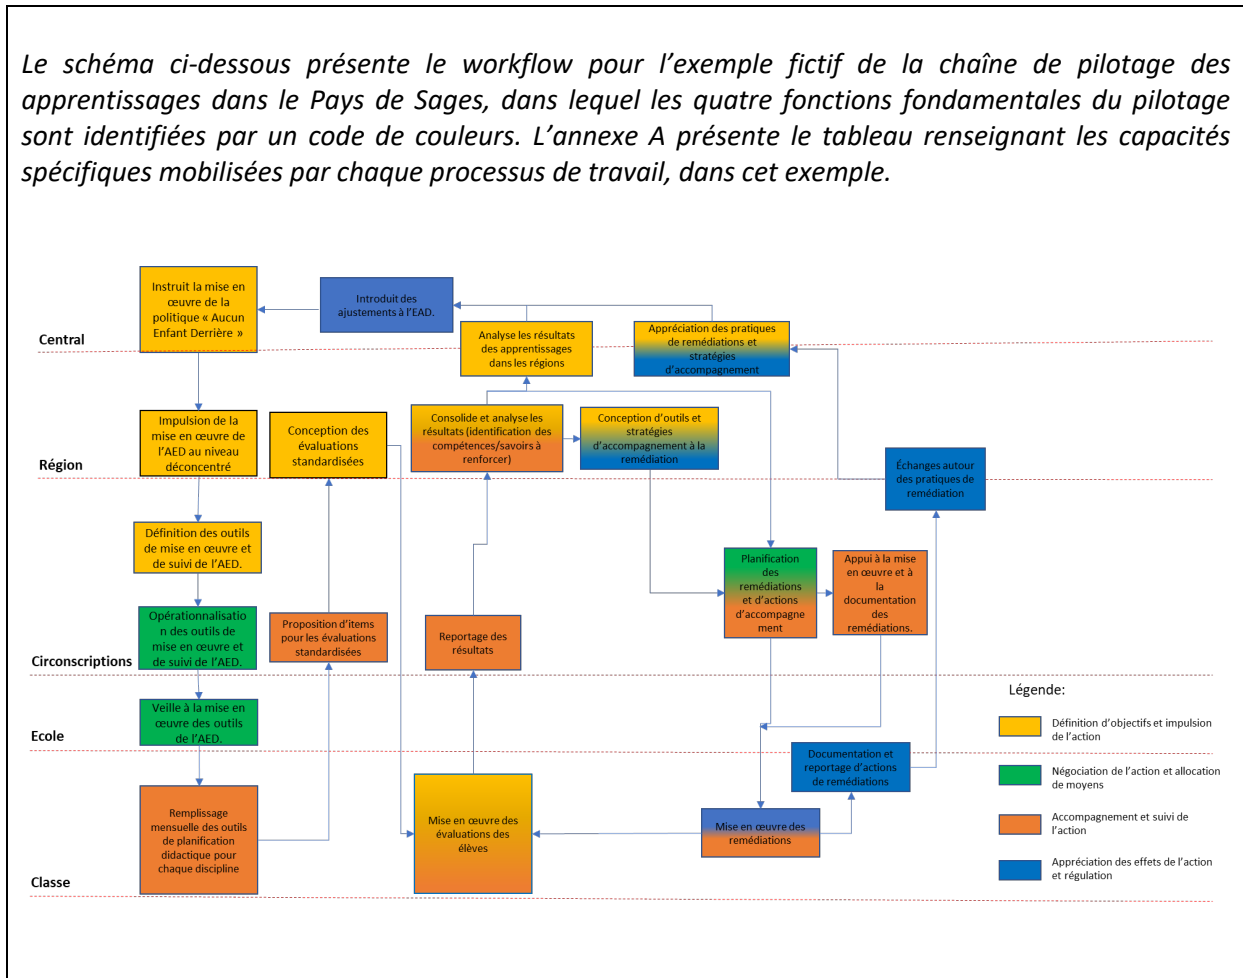 Le schéma ci-dessous présente le workflow pour l’exemple fictif de la chaîne de pilotage des
apprentissages dans le Pays de Sages, dans lequel les quatre fonctions fondamentales du pilotage
sont identifiées par un code de couleurs. L’annexe A présente le tableau renseignant les capacités
spécifiques mobilisées par chaque processus de travail, dans cet exemple.
Instruit la mise en
œuvre de la
politique « Aucun
Enfant Derrière »
Introduit des
ajustements à l’EAD.
Analyse les résultats
des apprentissages
dans les régions
Appréciation des pratiques
de remédiations et
stratégies
d’accompagnement
Central
Impulsion de la
mise en œuvre de
l’AED au niveau
déconcentré
Conception des
évaluations
standardisées
Consolide et analyse les
résultats (identification des
compétences/savoirs à
renforcer)
Conception d’outils et
stratégies
d’accompagnement à la
remédiation
Échanges autour
des pratiques de
remédiation
Région
Définition des outils
de mise en œuvre et
de suivi de l’AED.
Planification
des
remédiations
et d’actions
d’accompagne
ment
Appui à la mise
en œuvre et à
la
documentation
des
remédiations.
Opérationnalisatio
n des outils de
mise en œuvre et
de suivi de l’AED.
Proposition d’items
pour les évaluations
standardisées
Reportage des
résultats
Circonscriptions
Veille à la mise en
œuvre des outils
de l’AED.
Ecole
Documentation et
reportage d’actions
de remédiations
Remplissage
mensuelle des outils
de planification
didactique pour
chaque discipline
Mise en œuvre des
évaluations des
élèves
Mise en œuvre des
remédiations
Classe
Légende:
Définition d’objectifs et impulsion
de l’action
Négociation de l’action et allocation
de moyens
Accompagnement et suivi de
l’action
Appréciation des effets de l’action
et régulation